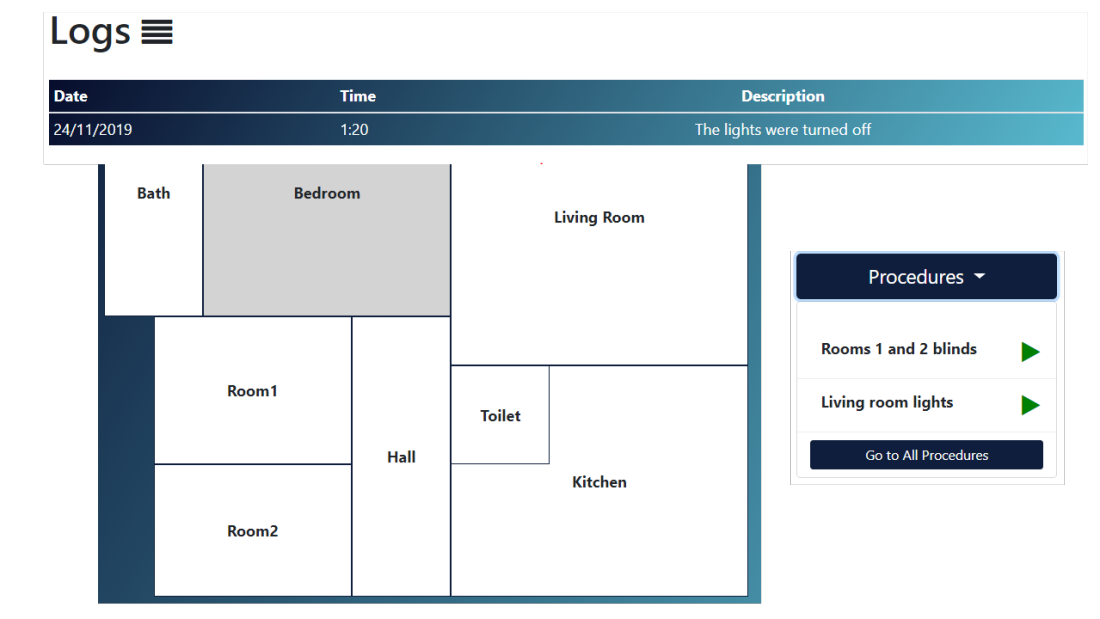 Logs
Date Time Description
24/11/2019 1:20 The lights were turned off
Bath
Bedroom
Living Room
Procedures
Rooms 1 and 2 blinds
Living room lights
Go to All Procedures
Room1
Toilet
Hall
Kitchen
Room2